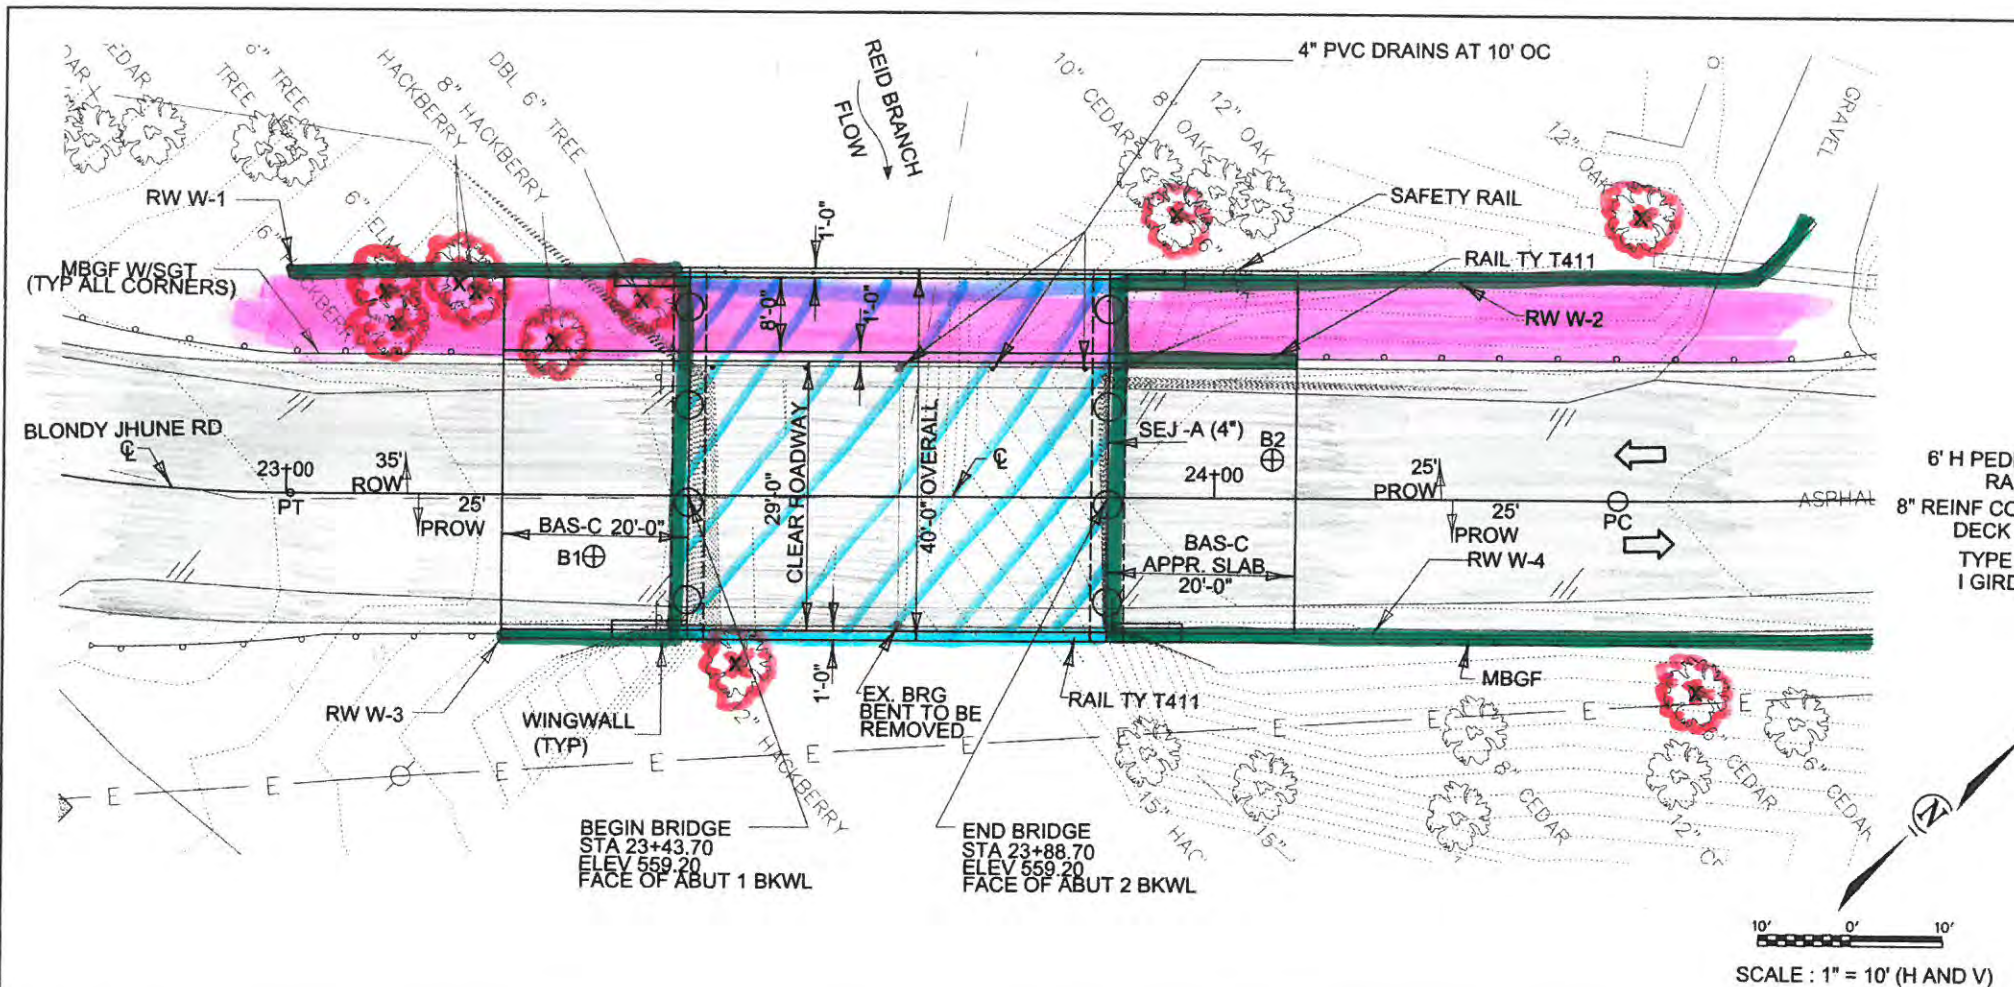 6" TREE
TREE
HACKBERRY
8" HACKBERRY
DBL 6" TREE
REID BRANCH
FLOW
4" PVC DRAINS AT 10' OC
10" CEDAR
8" OAK
12" OAK
12" OAK
GRAVEL
RW W-1
6" ELM
MBGF W/SGT
(TYP ALL CORNERS)
SAFETY RAIL
RAIL TY T411
RW W-2
1'-0"
8'-0"
1'-0"
BLONDY JHUNE RD
℄
23+00
PT
35'
ROW
25'
PROW
BAS-C 20'-0"
B1
CLEAR ROADWAY
29'-0"
40'-0" OVERALL
℄
SEJ -A (4")
B2
24+00
BAS-C
APPR. SLAB
20'-0"
25'
PROW
25'
PROW
PC
RW W-4
ASPHAL
6' H PEDE
RA
8" REINF CO
DECK
TYPE
I GIRD
RW W-3
WINGWALL
(TYP)
1'-0"
EX. BRG
BENT TO BE
REMOVED
RAIL TY T411
MBGF
E E E E E E E E
HACKBERRY
15"
15"
8" CEDAR
12"
CEDAR
6" CEDAR
BEGIN BRIDGE
STA 23+43.70
ELEV 559.20
FACE OF ABUT 1 BKWL
END BRIDGE
STA 23+88.70
ELEV 559.20
FACE OF ABUT 2 BKWL
N
10' 0' 10'
SCALE : 1" = 10' (H AND V)